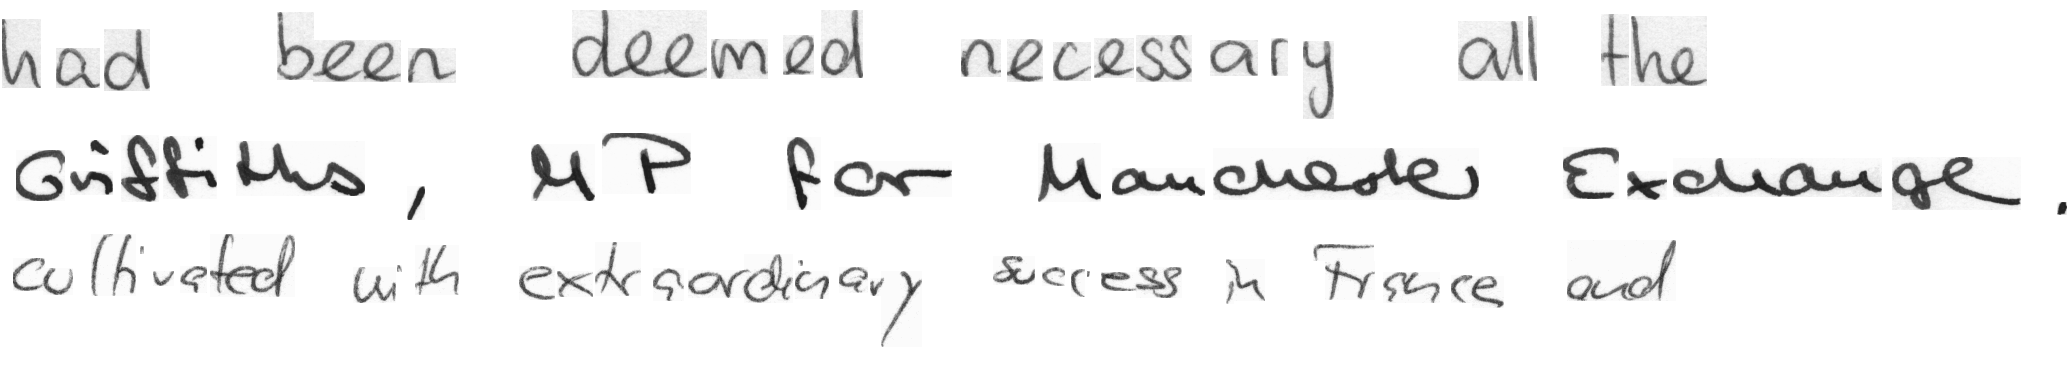 had been deemed necessary all the
Griffiths, MP for Manchester Exchange.
cultivated with extraordinary success in France and